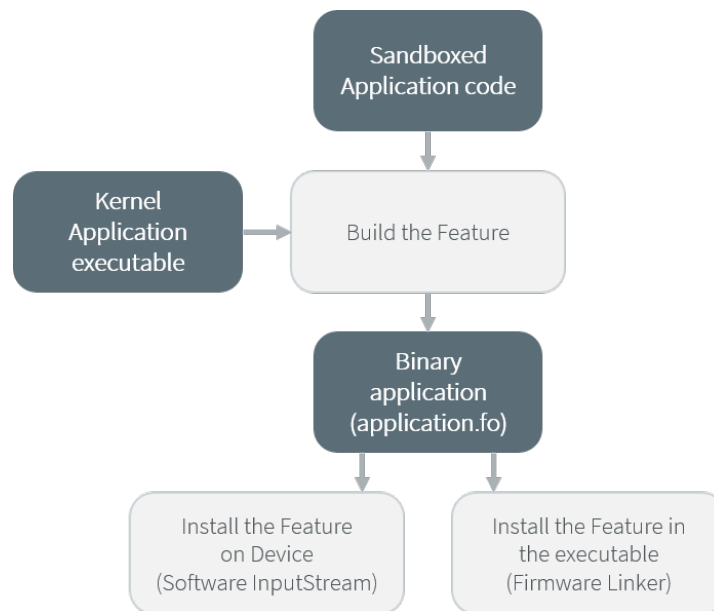 Sandboxed
Application code
Kernel
Application
executable
Build the Feature
Binary
application
(application.fo)
Install the Feature
on Device
(Software InputStream)
Install the Feature in
the executable
(Firmware Linker)